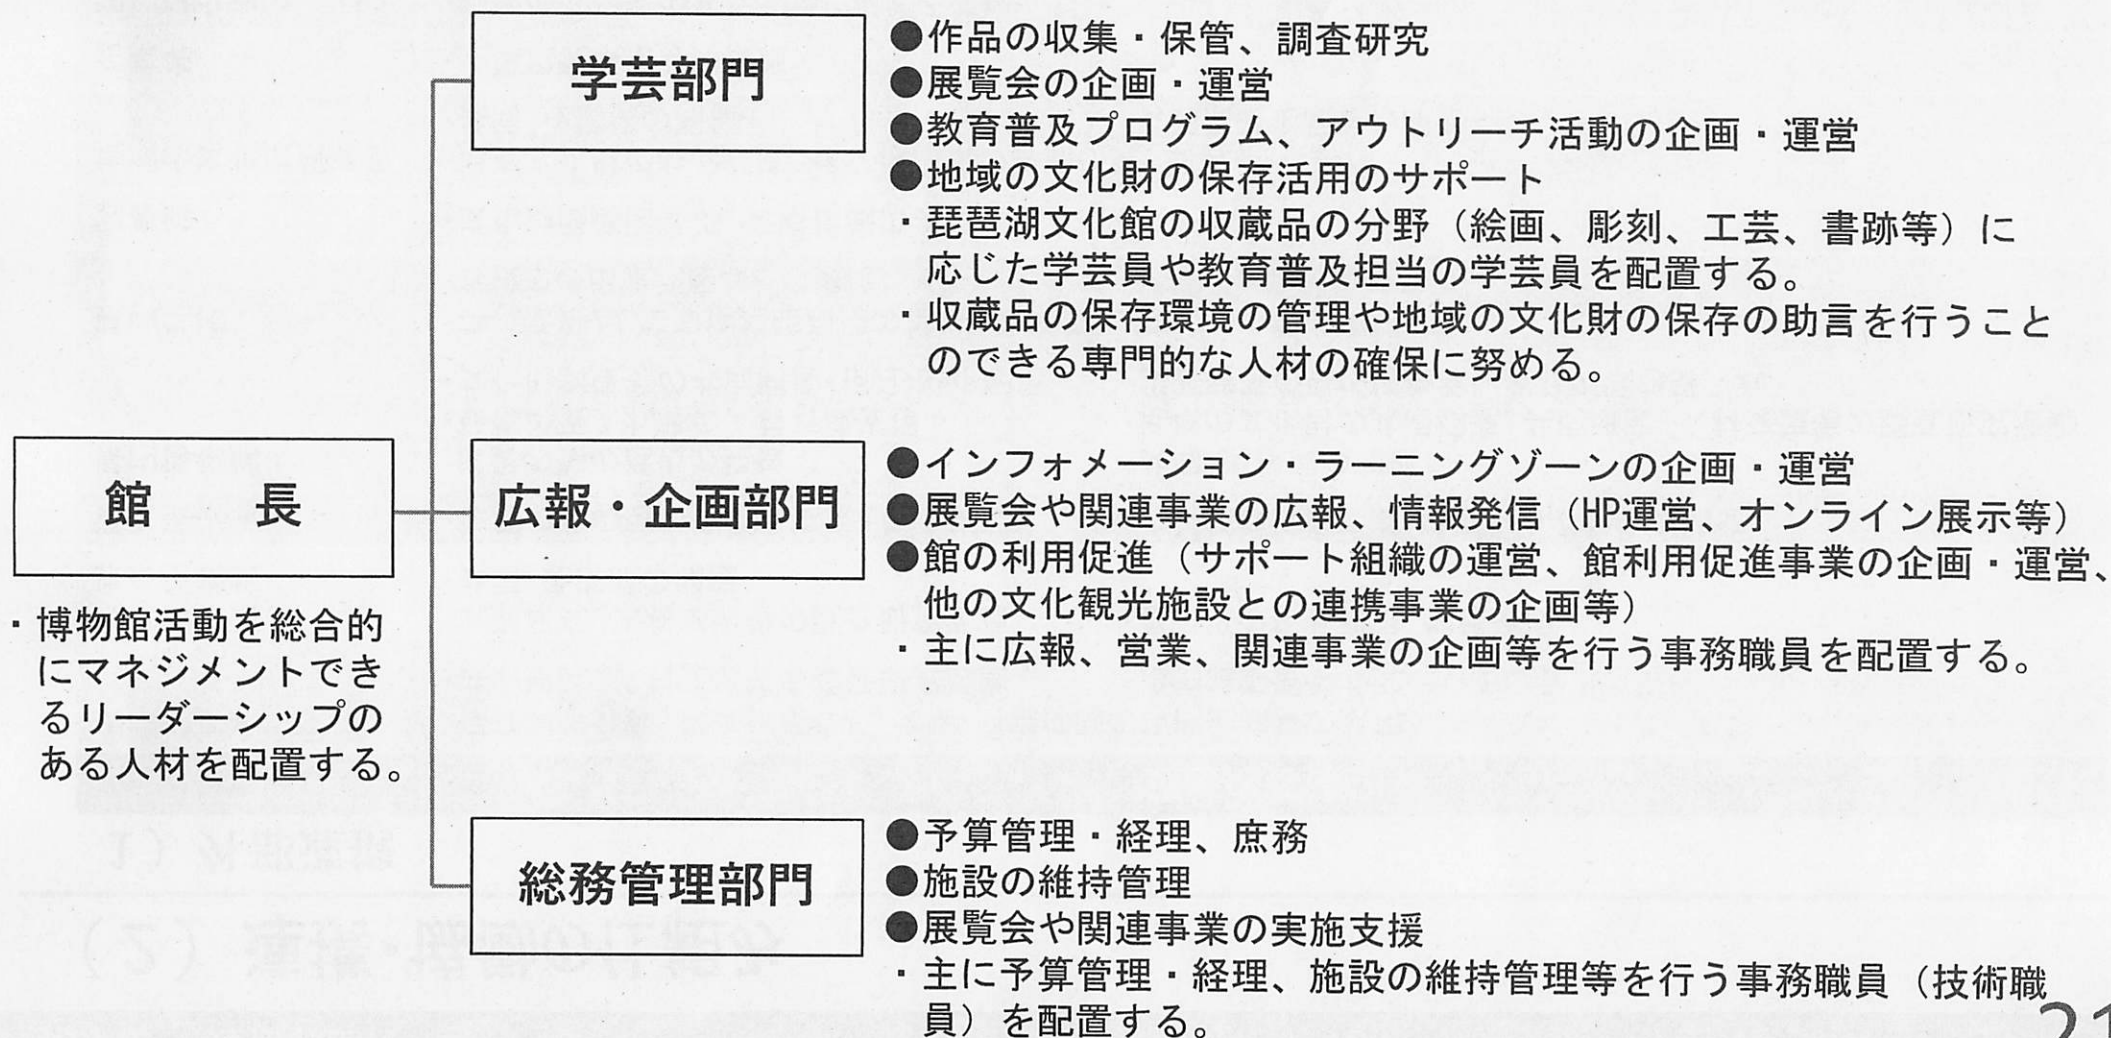 学芸部門
●作品の収集・保管、調査研究
●展覧会の企画・運営
●教育普及プログラム、アウトリーチ活動の企画・運営
●地域の文化財の保存活用のサポート
・琵琶湖文化館の収蔵品の分野（絵画、彫刻、工芸、書跡等）に
応じた学芸員や教育普及担当の学芸員を配置する。
・収蔵品の保存環境の管理や地域の文化財の保存の助言を行うこと
のできる専門的な人材の確保に努める。
館　　長
・博物館活動を総合的
にマネジメントでき
るリーダーシップの
ある人材を配置する。
広報・企画部門
●インフォメーション・ラーニングゾーンの企画・運営
●展覧会や関連事業の広報、情報発信（HP運営、オンライン展示等）
●館の利用促進（サポート組織の運営、館利用促進事業の企画・運営、
他の文化観光施設との連携事業の企画等）
・主に広報、営業、関連事業の企画等を行う事務職員を配置する。
総務管理部門
●予算管理・経理、庶務
●施設の維持管理
●展覧会や関連事業の実施支援
・主に予算管理・経理、施設の維持管理等を行う事務職員（技術職
員）を配置する。
21